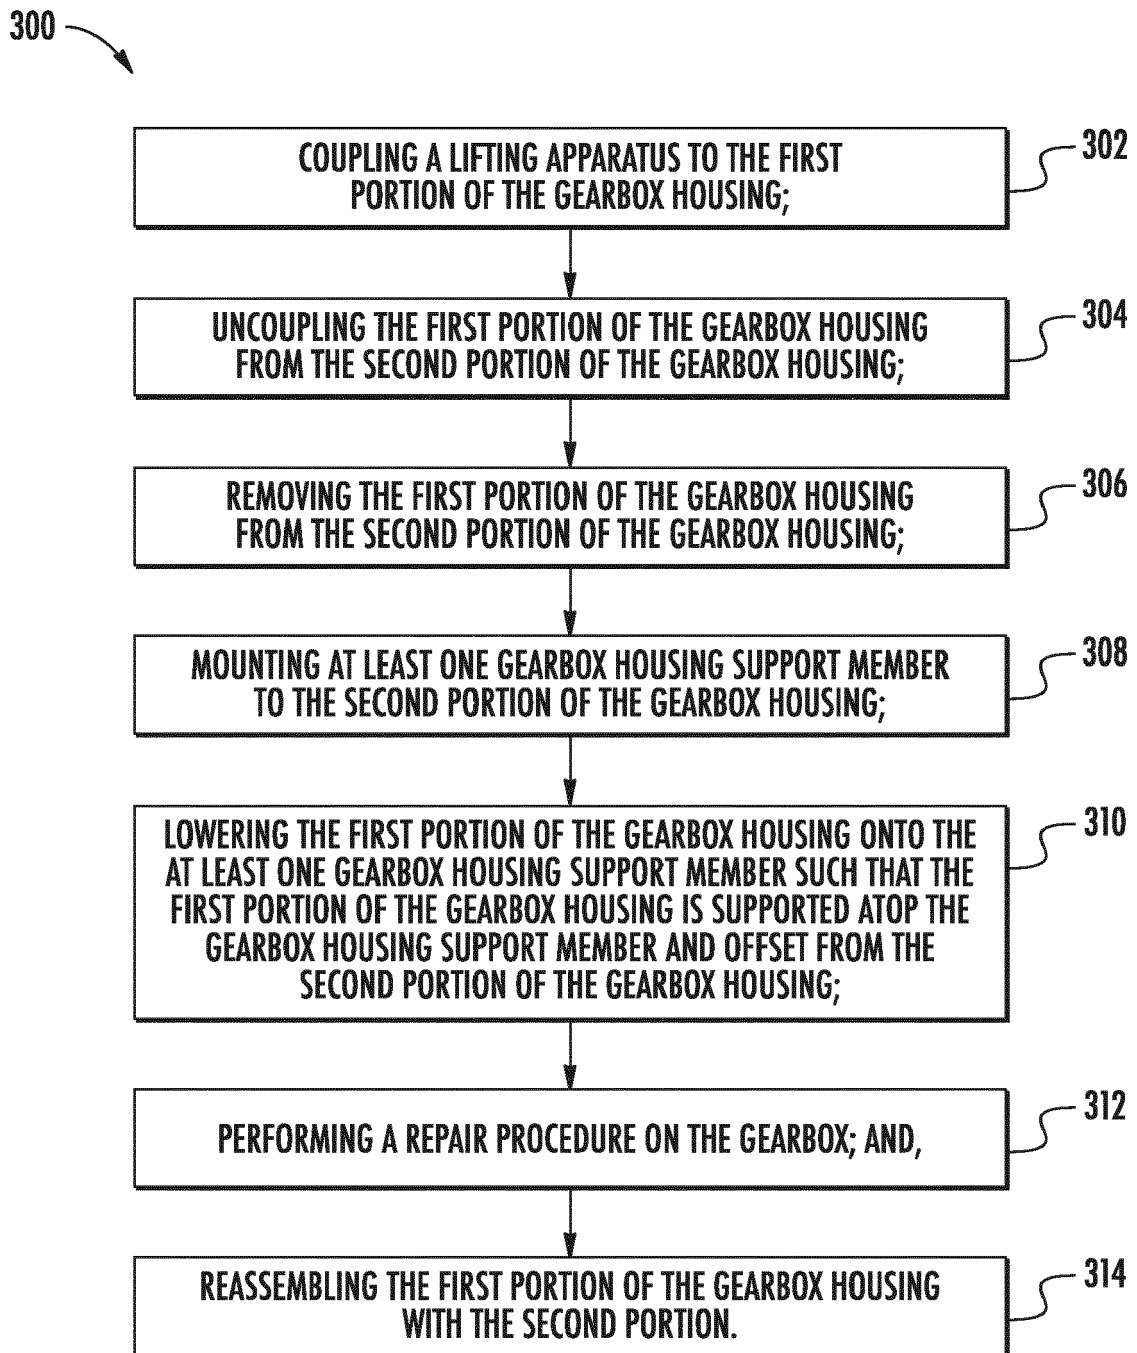 300
COUPLING A LIFTING APPARATUS TO THE FIRST
PORTION OF THE GEARBOX HOUSING;
302
UNCOUPLING THE FIRST PORTION OF THE GEARBOX HOUSING
FROM THE SECOND PORTION OF THE GEARBOX HOUSING;
304
REMOVING THE FIRST PORTION OF THE GEARBOX HOUSING
FROM THE SECOND PORTION OF THE GEARBOX HOUSING;
306
MOUNTING AT LEAST ONE GEARBOX HOUSING SUPPORT MEMBER
TO THE SECOND PORTION OF THE GEARBOX HOUSING;
308
LOWERING THE FIRST PORTION OF THE GEARBOX HOUSING ONTO THE
AT LEAST ONE GEARBOX HOUSING SUPPORT MEMBER SUCH THAT THE
FIRST PORTION OF THE GEARBOX HOUSING IS SUPPORTED ATOP THE
GEARBOX HOUSING SUPPORT MEMBER AND OFFSET FROM THE
SECOND PORTION OF THE GEARBOX HOUSING;
310
PERFORMING A REPAIR PROCEDURE ON THE GEARBOX; AND,
312
REASSEMBLING THE FIRST PORTION OF THE GEARBOX HOUSING
WITH THE SECOND PORTION.
314